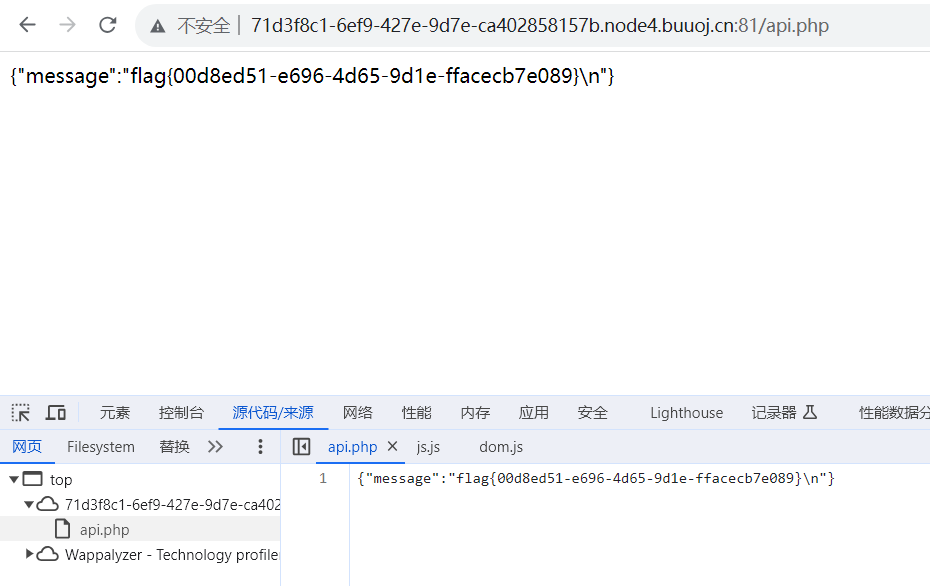 不安全 71d3f8c1-6ef9-427e-9d7e-ca402858157b.node4.buuoj.cn:81/api.php
{"message":"flag{00d8ed51-e696-4d65-9d1e-ffacecb7e089}\n"}
元素 控制台 源代码/来源 网络 性能 内存 应用 安全 Lighthouse 记录器 性能数据分
网页 Filesystem 替换 api.php js.js dom.js
top
1 {"message":"flag{00d8ed51-e696-4d65-9d1e-ffacecb7e089}\n"}
71d3f8c1-6ef9-427e-9d7e-ca402
api.php
Wappalyzer - Technology profile